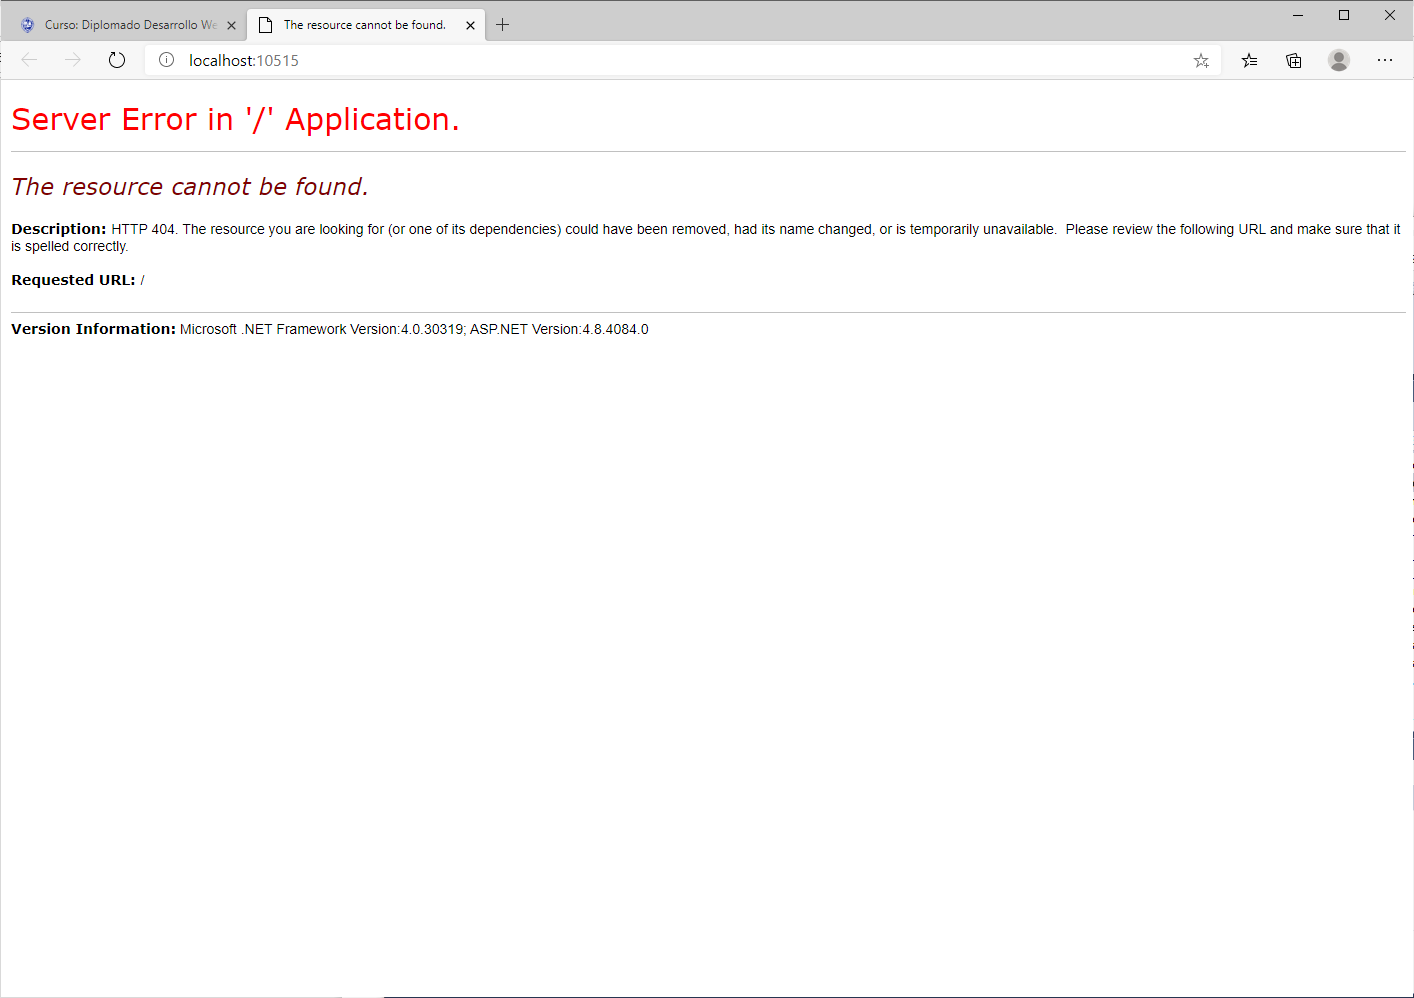 Curso: Diplomado Desarrollo We
The resource cannot be found.
localhost:10515
Server Error in '/' Application.
The resource cannot be found.
Description: HTTP 404. The resource you are looking for (or one of its dependencies) could have been removed, had its name changed, or is temporarily unavailable.  Please review the following URL and make sure that it
is spelled correctly.
Requested URL: /
Version Information: Microsoft .NET Framework Version:4.0.30319; ASP.NET Version:4.8.4084.0